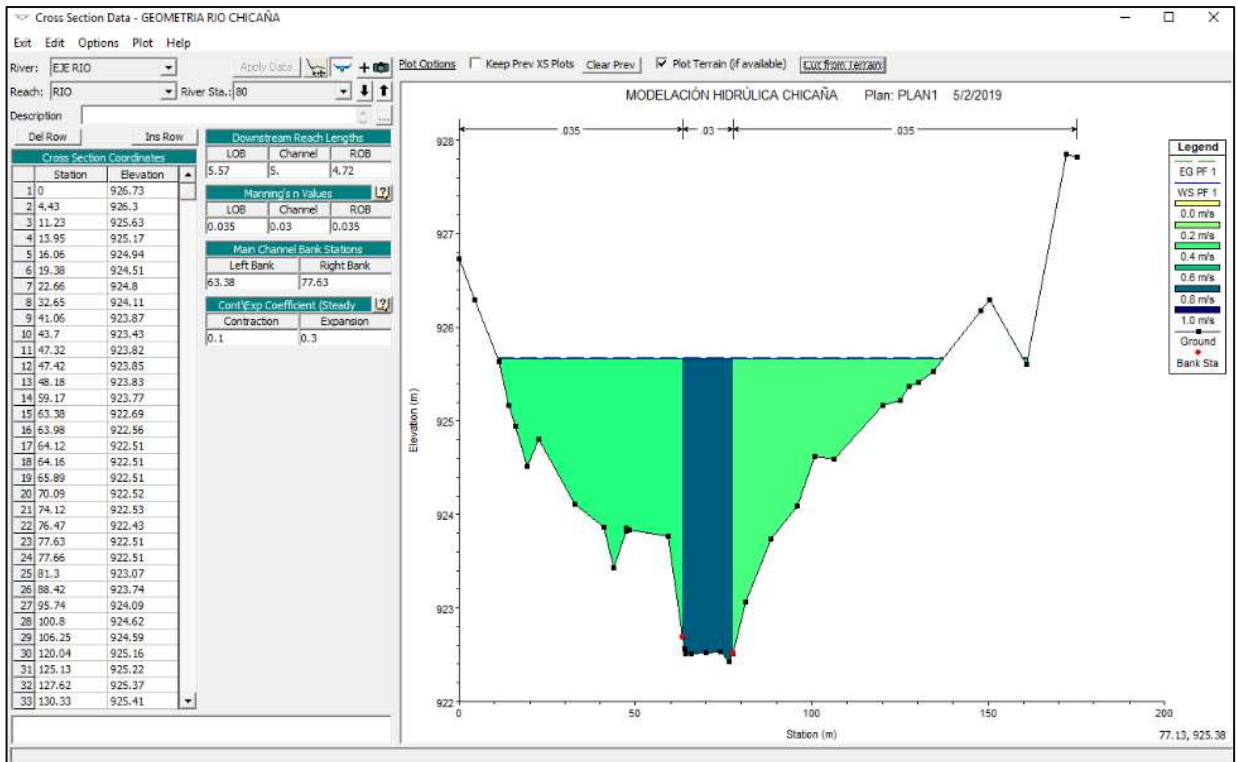 Cross Section Data - GEOMETRIA RIO CHICAÑA
Exit Edit Options Plot Help
River: EJE RIO Apply Data
Plot Options Keep Prev XS Plots Clear Prev Plot Terrain (if available) Cut from Terrain
Reach: RIO River Sta.: 80
Description ...
Del Row Ins Row
Cross Section Coordinates
Station Elevation
1 0 926.73
2 4.43 926.3
3 11.23 925.63
4 13.95 925.17
5 16.06 924.94
6 19.38 924.51
7 22.66 924.8
8 32.65 924.11
9 41.06 923.87
10 43.7 923.43
11 47.32 923.82
12 47.42 923.85
13 48.18 923.83
14 59.17 923.77
15 63.38 922.69
16 63.98 922.56
17 64.12 922.51
18 64.16 922.51
19 65.89 922.51
20 70.09 922.52
21 74.12 922.53
22 76.47 922.43
23 77.63 922.51
24 77.66 922.51
25 81.3 923.07
26 88.42 923.74
27 95.74 924.09
28 100.8 924.62
29 106.25 924.59
30 120.04 925.16
31 125.13 925.22
32 127.62 925.37
33 130.33 925.41
Downstream Reach Lengths
LOB Channel ROB
5.57 5. 4.72
Manning's n Values
LOB Channel ROB
0.035 0.03 0.035
Main Channel Bank Stations
Left Bank Right Bank
63.38 77.63
Cont\Exp Coefficient (Steady
Contraction Expansion
0.1 0.3
MODELACIÓN HIDRÚLICA CHICAÑA Plan: PLAN1 5/2/2019
.035 .03 .035
928
927
926
925
924
923
922
Elevation (m)
0 50 100 150 200
Station (m)
Legend
EG PF 1
WS PF 1
0.0 m/s
0.2 m/s
0.4 m/s
0.6 m/s
0.8 m/s
1.0 m/s
Ground
Bank Sta
77.13, 925.38